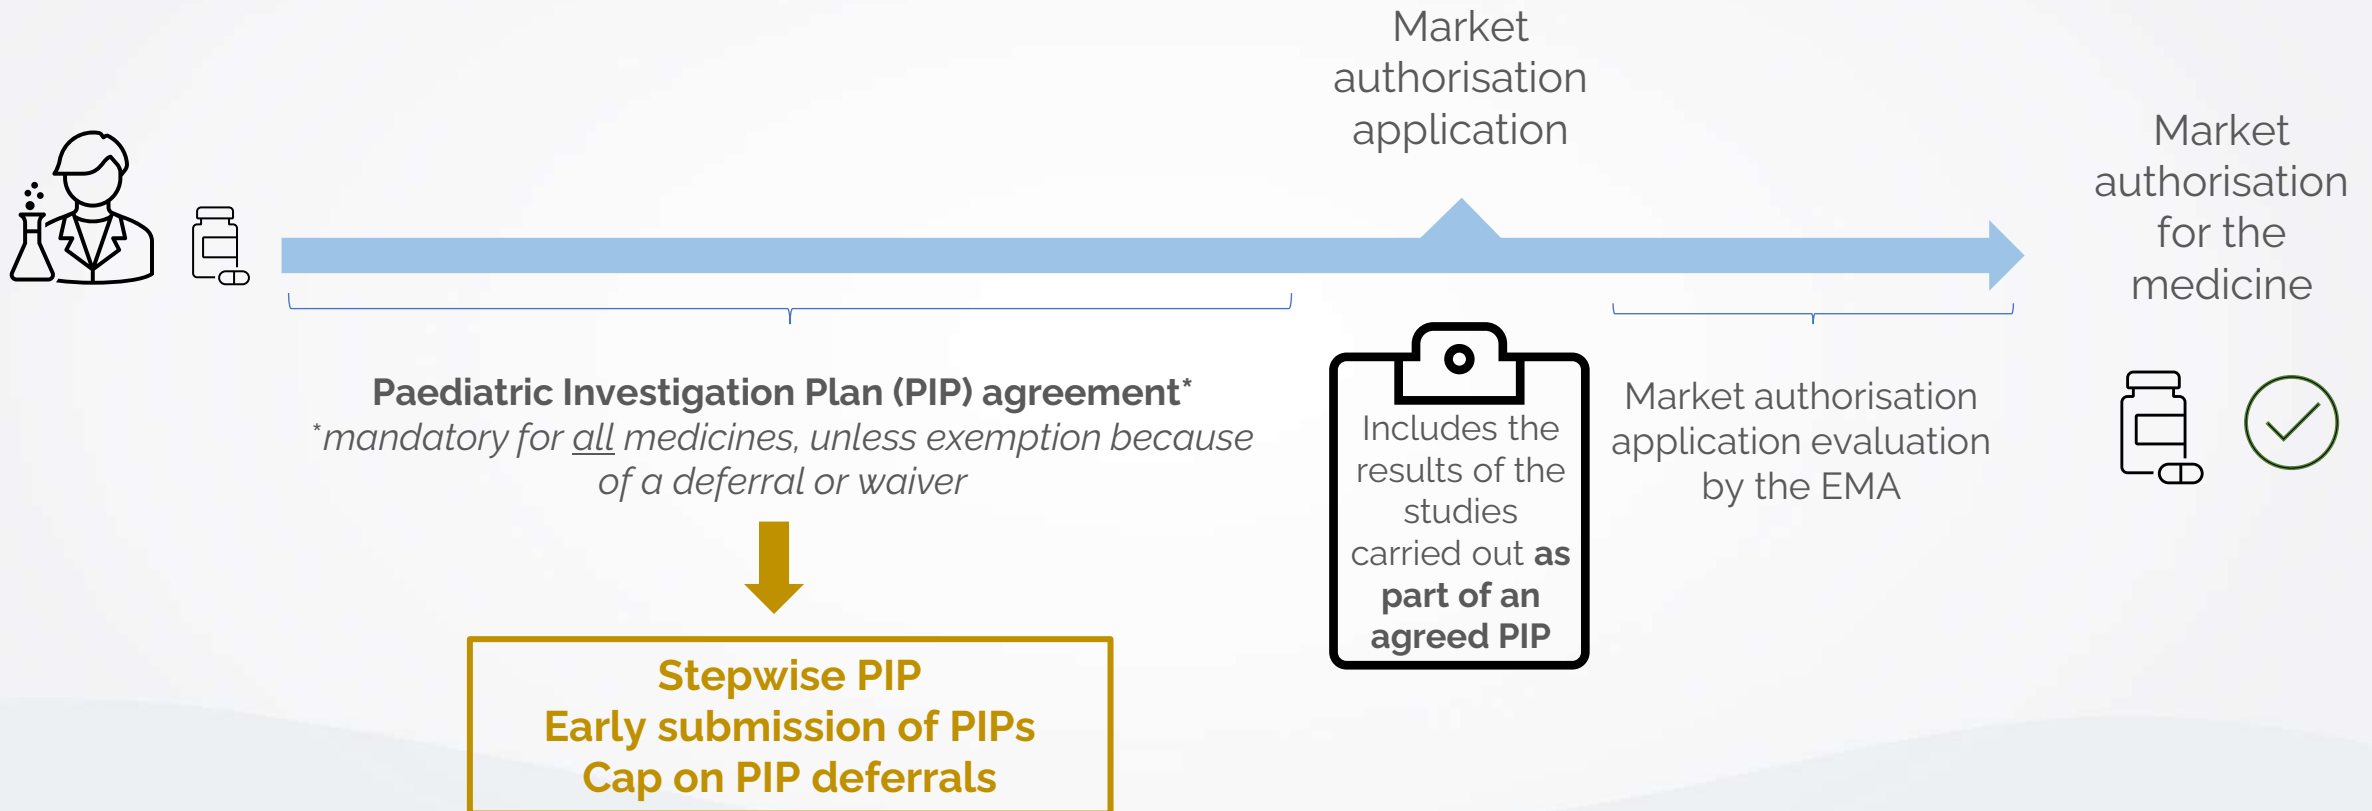 Market
authorisation
application
Market
authorisation
for the
medicine
Paediatric Investigation Plan (PIP) agreement*
*mandatory for all medicines, unless exemption because
of a deferral or waiver
Includes the
results of the
studies
carried out as
part of an
agreed PIP
Market authorisation
application evaluation
by the EMA
Stepwise PIP
Early submission of PIPs
Cap on PIP deferrals